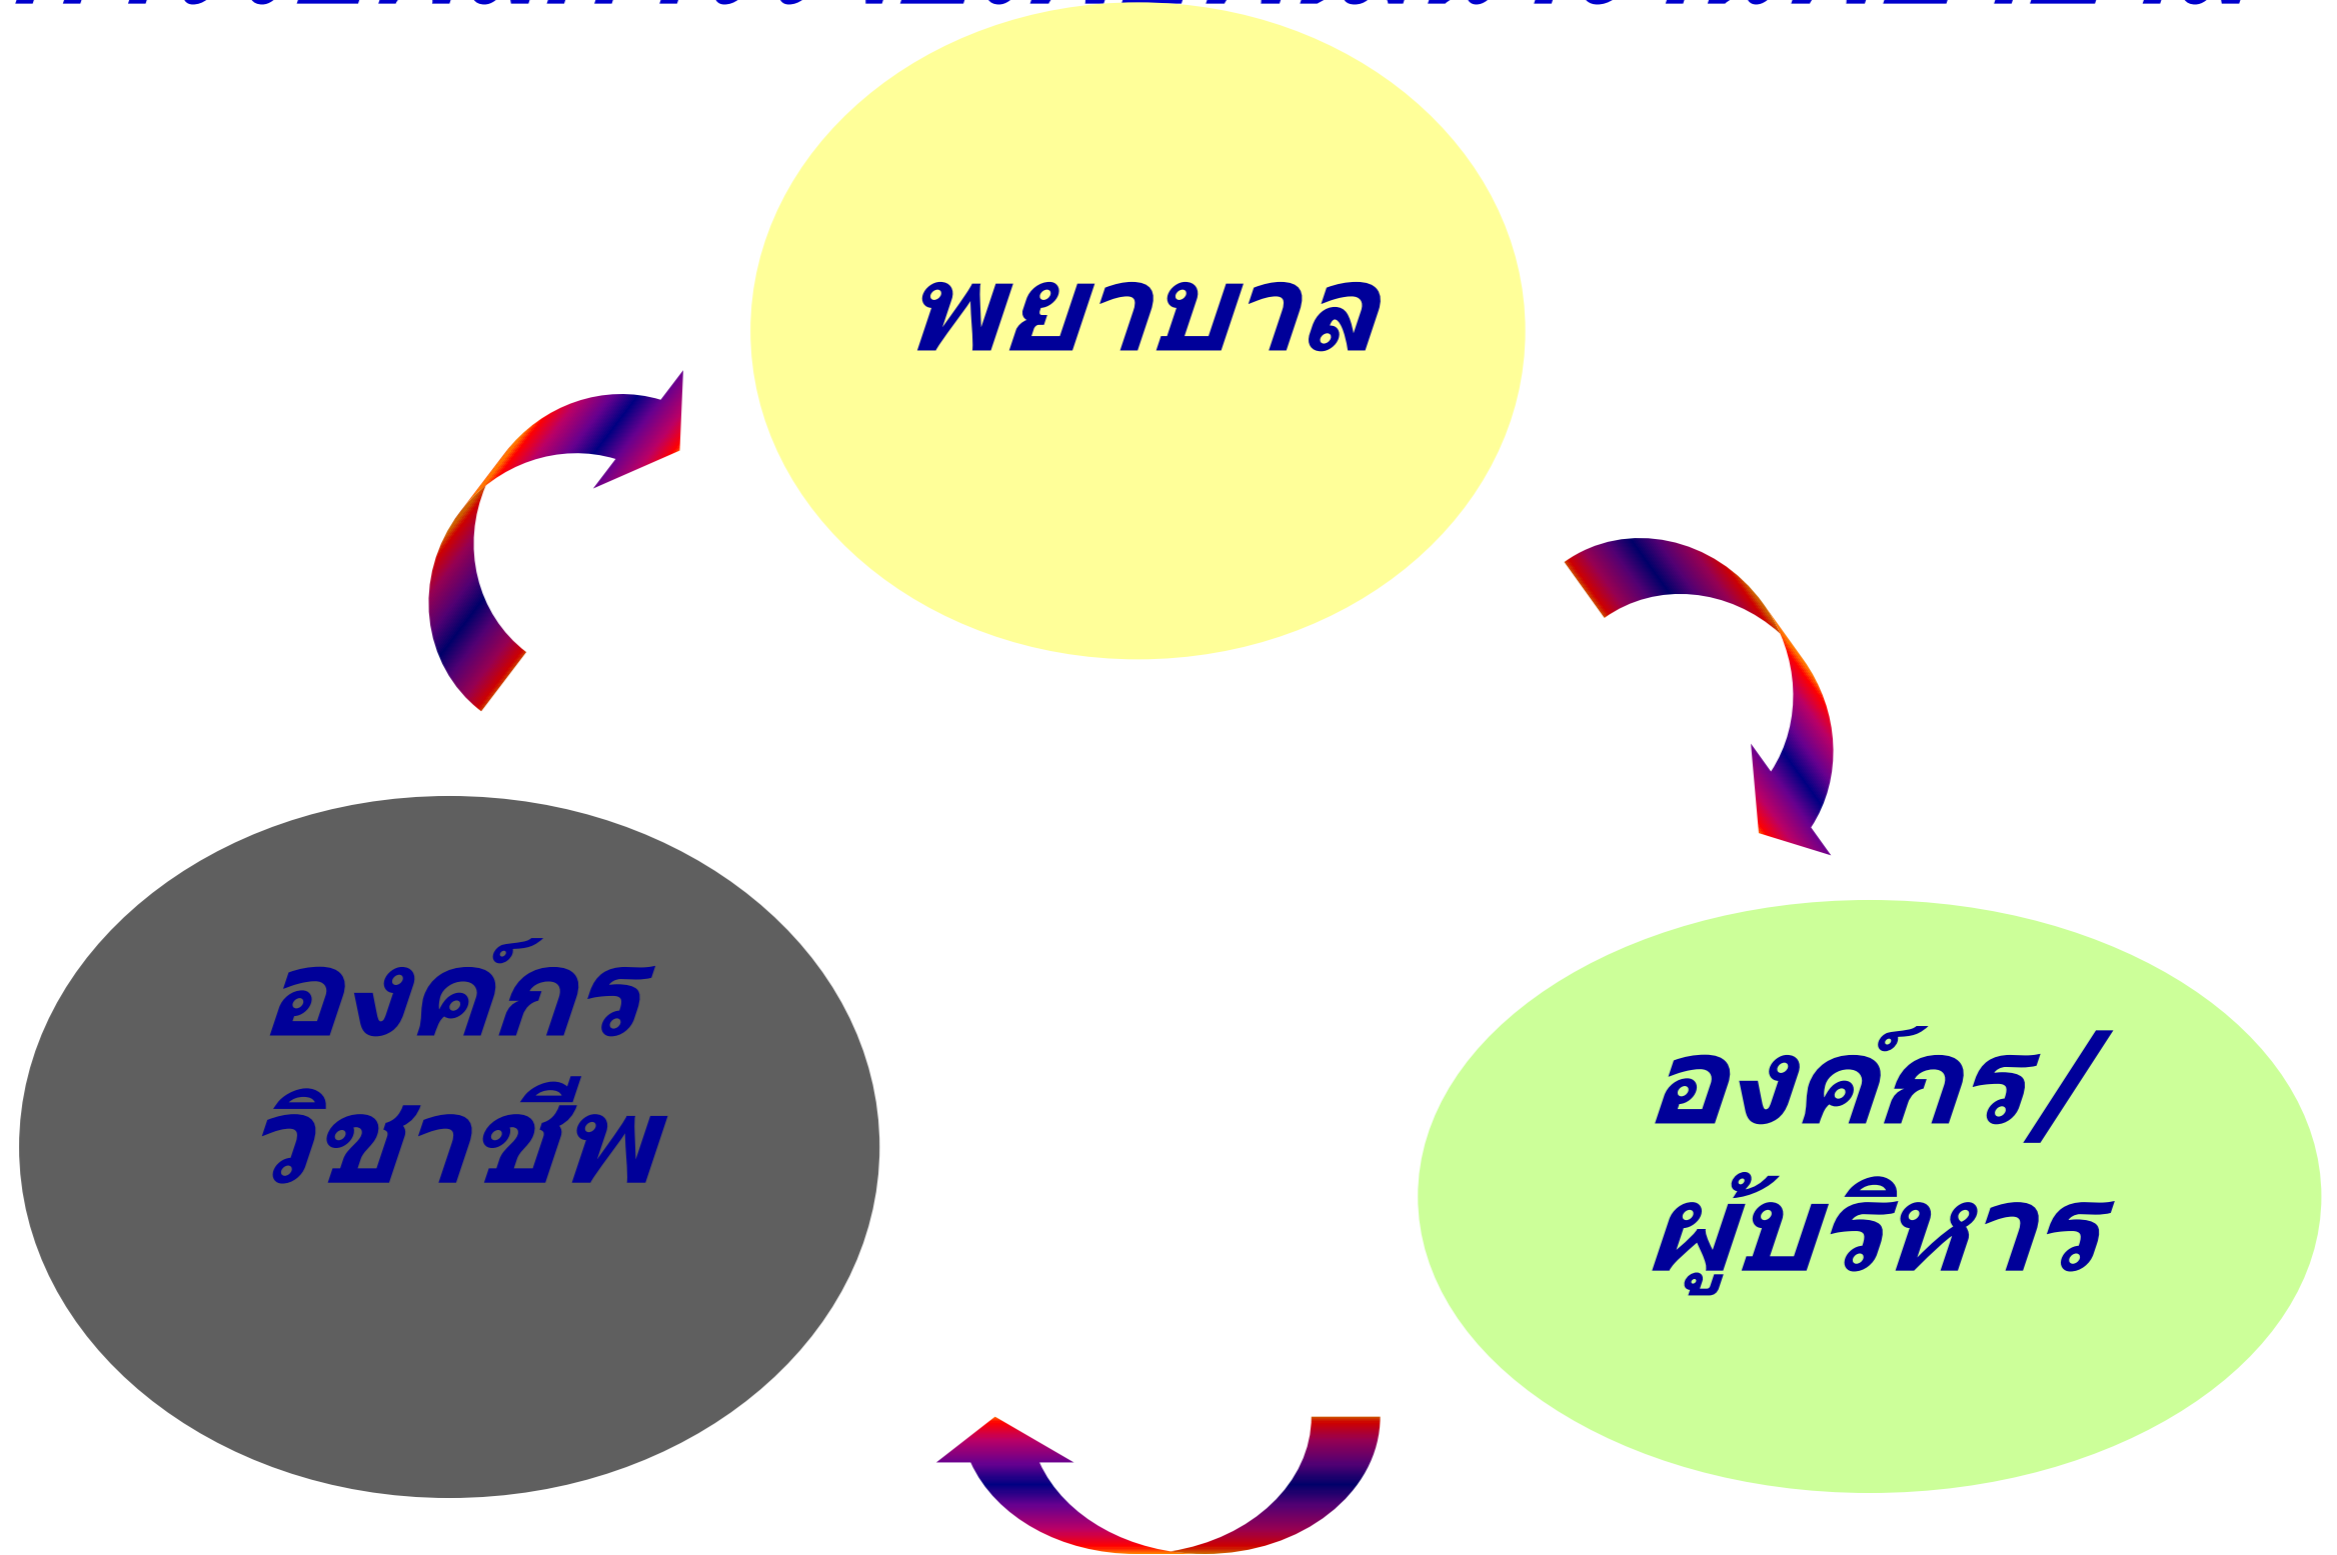 พยาบาล
องค์กร
วิชาชีพ
องค์กร/
ผู้บริหาร